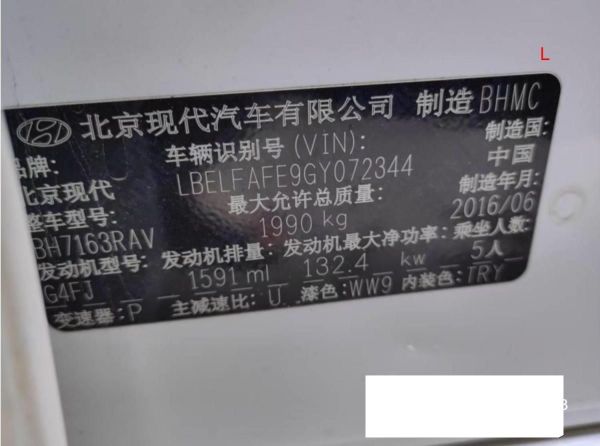 L
北京现代汽车有限公司 制造 BHMC
品牌: 车辆识别号(VIN): 制造国:
北京现代 LBELFAFE9GY072344 中国
整车型号: 最大允许总质量: 制造年月:
BH7163RAV 1990 kg 2016/06
发动机型号: 发动机排量: 发动机最大净功率: 乘坐人数:
G4FJ 1591 ml 132.4 kw 5人
变速器:P 主减速比:U 漆色:WW9 内装色:TRY